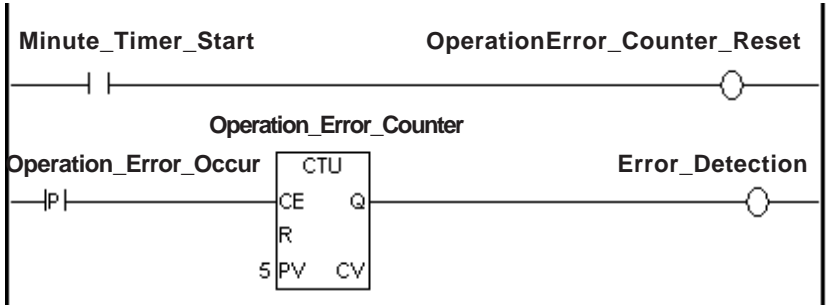 Minute_Timer_Start OperationError_Counter_Reset
Operation_Error_Counter
Operation_Error_Occur CTU Error_Detection
P CE Q
R
5 PV CV